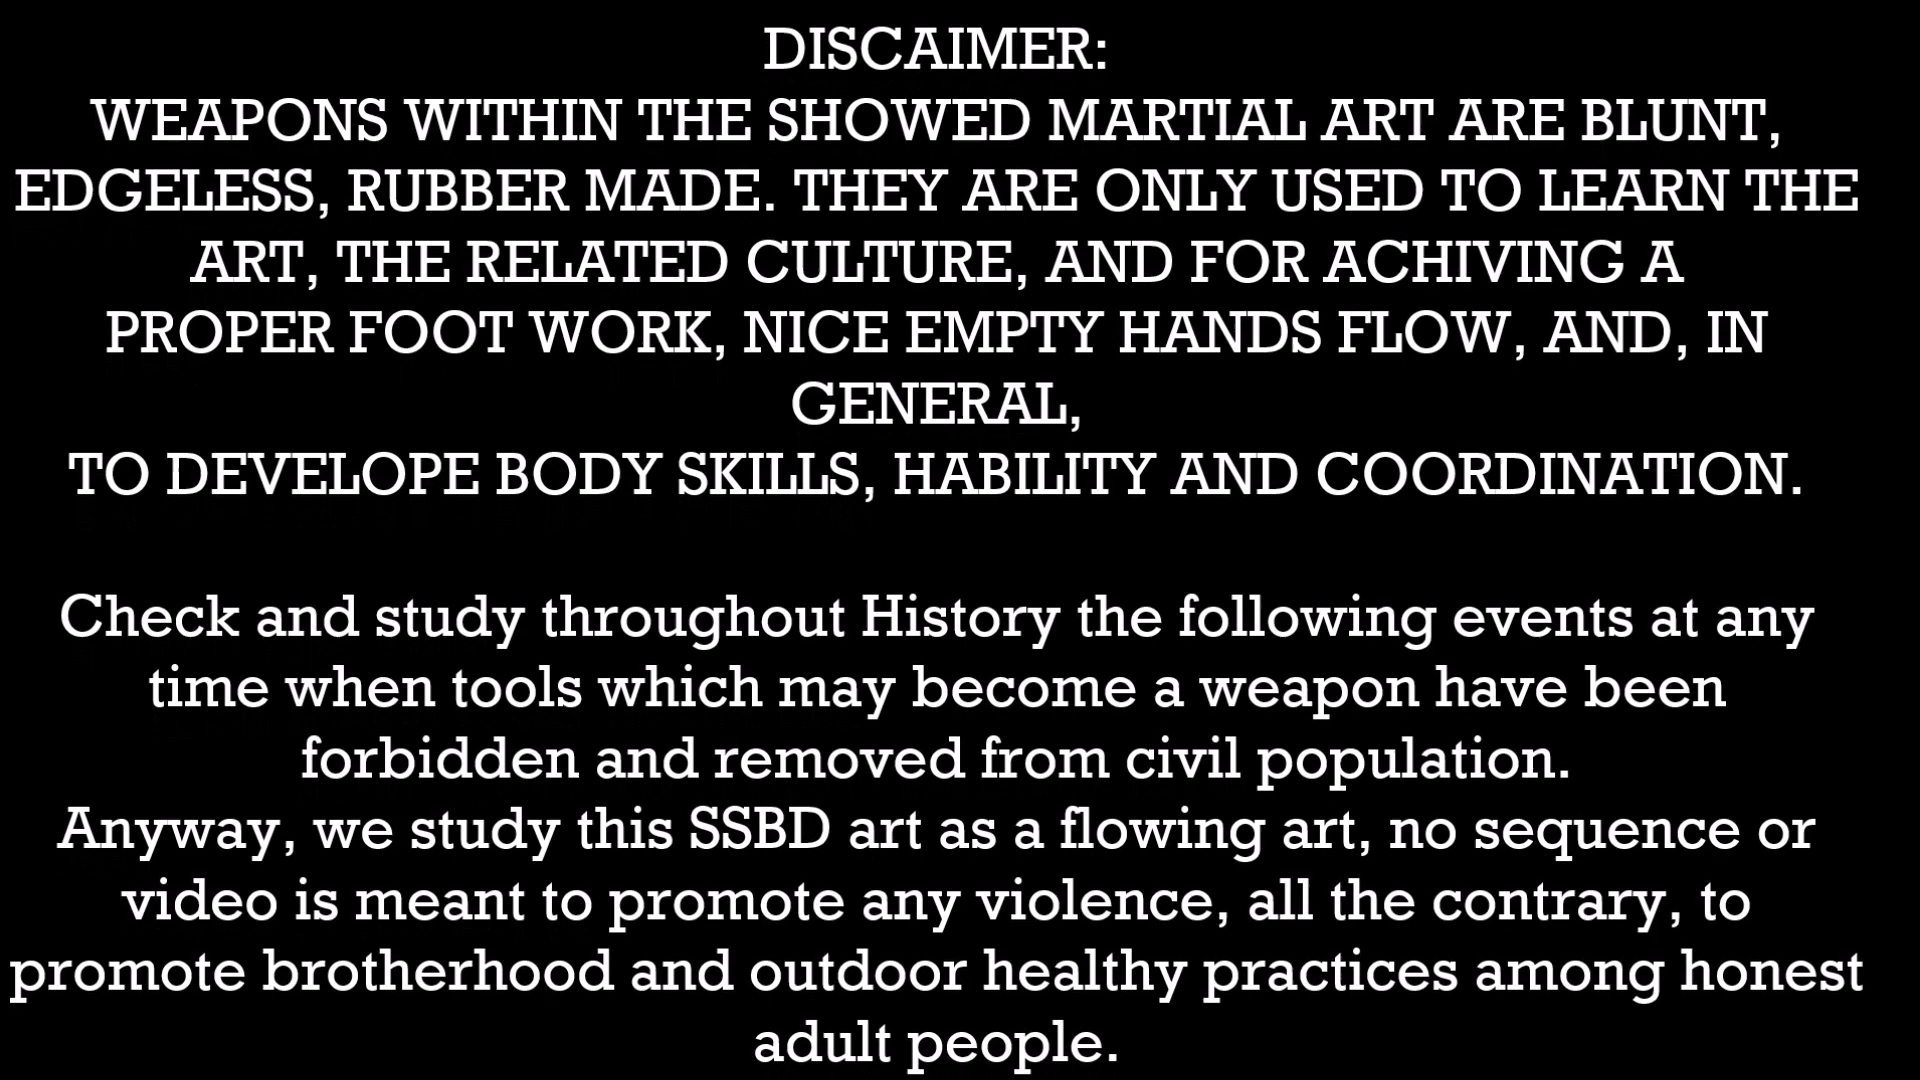 DISCAIMER:
WEAPONS WITHIN THE SHOWED MARTIAL ART ARE BLUNT,
EDGELESS, RUBBER MADE. THEY ARE ONLY USED TO LEARN THE
ART, THE RELATED CULTURE, AND FOR ACHIVING A
PROPER FOOT WORK, NICE EMPTY HANDS FLOW, AND, IN
GENERAL,
TO DEVELOPE BODY SKILLS, HABILITY AND COORDINATION.
Check and study throughout History the following events at any
time when tools which may become a weapon have been
forbidden and removed from civil population.
Anyway, we study this SSBD art as a flowing art, no sequence or
video is meant to promote any violence, all the contrary, to
promote brotherhood and outdoor healthy practices among honest
adult people.